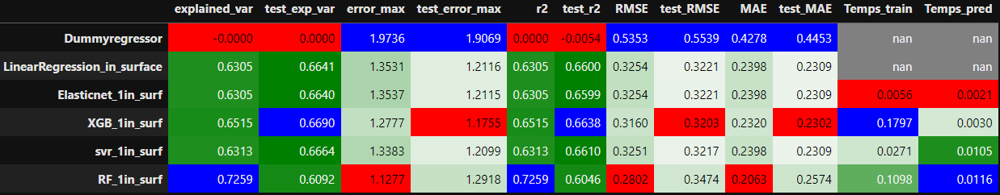 explained_var test_exp_var error_max test_error_max r2 test_r2 RMSE test_RMSE MAE test_MAE Temps_train Temps_pred
Dummyregressor -0.0000 0.0000 1.9736 1.9069 0.0000 -0.0054 0.5353 0.5539 0.4278 0.4453 nan nan
LinearRegression_in_surface 0.6305 0.6641 1.3531 1.2116 0.6305 0.6600 0.3254 0.3221 0.2398 0.2309 nan nan
Elasticnet_1in_surf 0.6305 0.6640 1.3537 1.2115 0.6305 0.6599 0.3254 0.3221 0.2398 0.2309 0.0056 0.0021
XGB_1in_surf 0.6515 0.6690 1.2777 1.1755 0.6515 0.6638 0.3160 0.3203 0.2320 0.2302 0.1797 0.0030
svr_1in_surf 0.6313 0.6664 1.3383 1.2099 0.6313 0.6610 0.3251 0.3217 0.2398 0.2309 0.0271 0.0105
RF_1in_surf 0.7259 0.6092 1.1277 1.2918 0.7259 0.6046 0.2802 0.3474 0.2063 0.2574 0.1098 0.0116